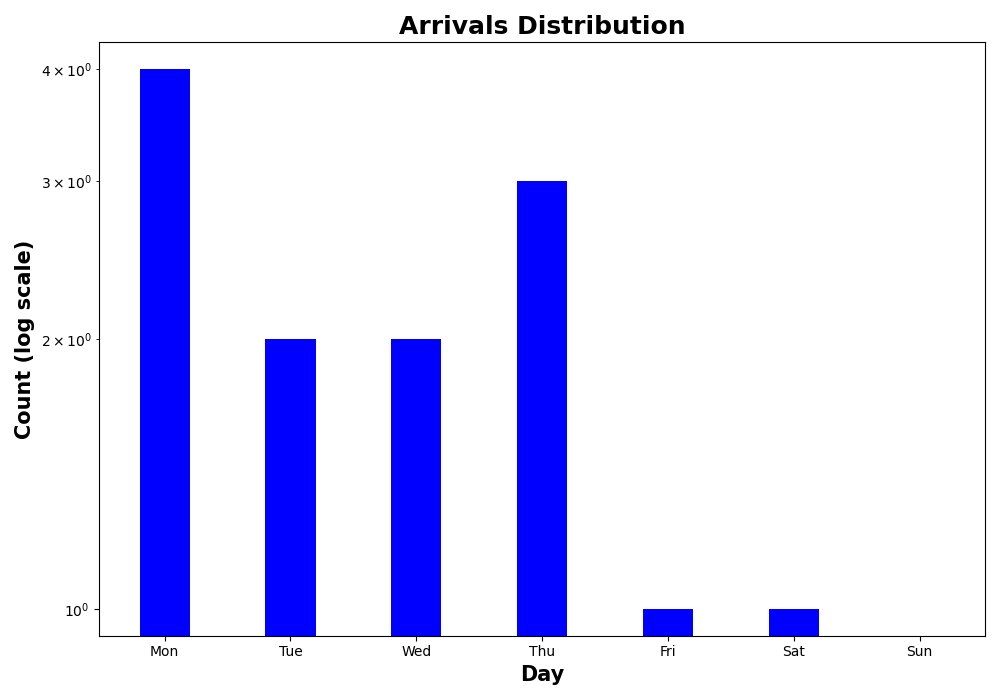 Arrivals Distribution
Count (log scale)
4 × 10⁰
3 × 10⁰
2 × 10⁰
10⁰
Mon Tue Wed Thu Fri Sat Sun
Day